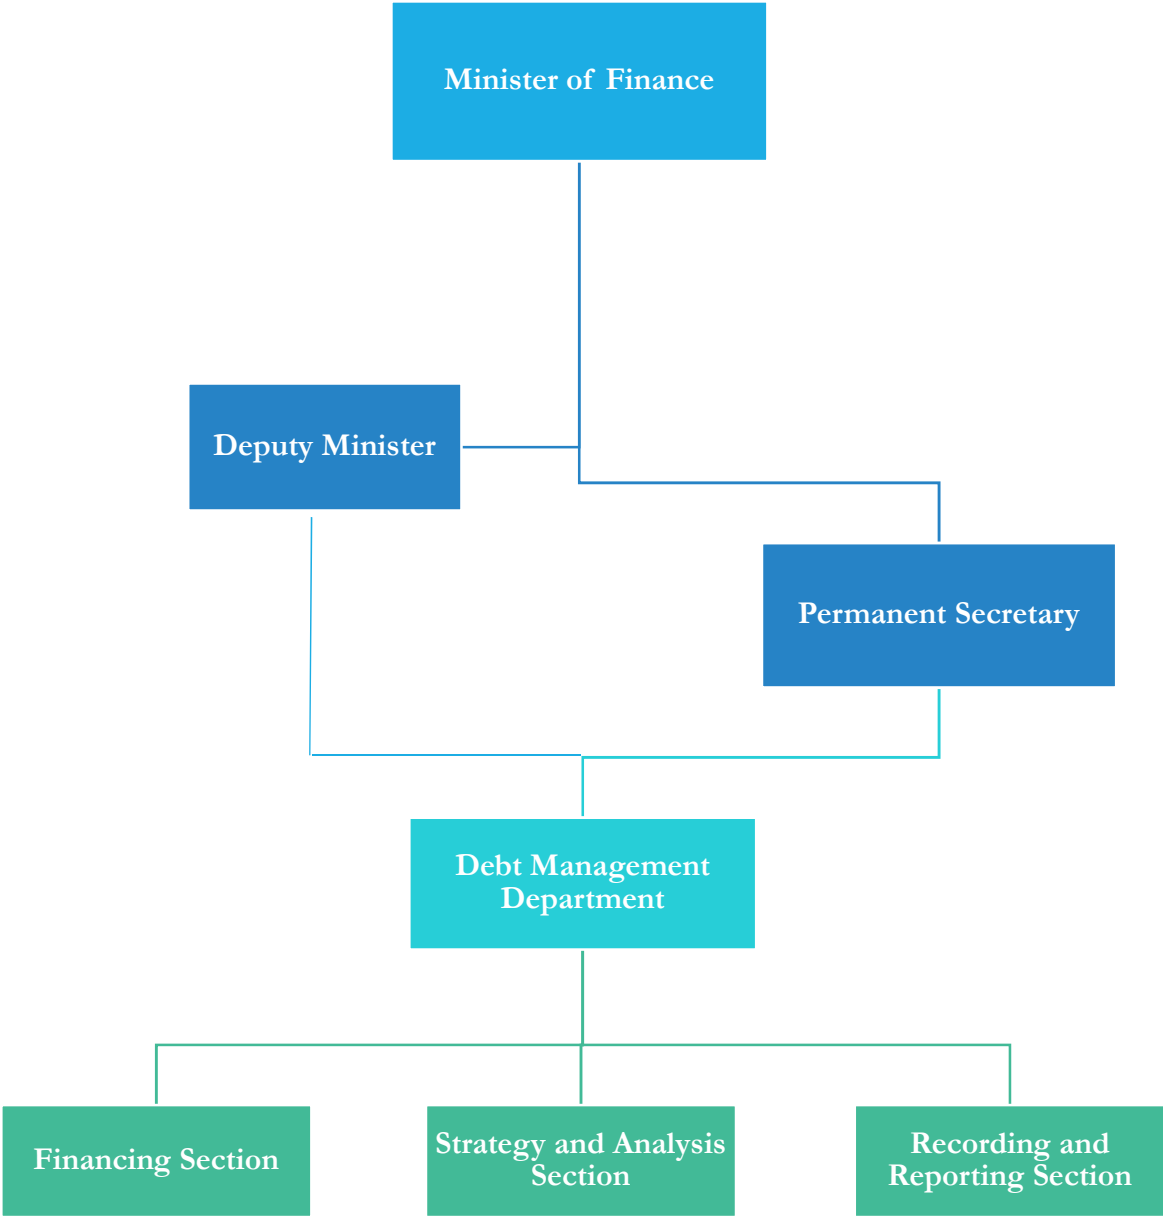 Minister of Finance
Deputy Minister
Permanent Secretary
Debt Management
Department
Financing Section
Strategy and Analysis
Section
Recording and
Reporting Section